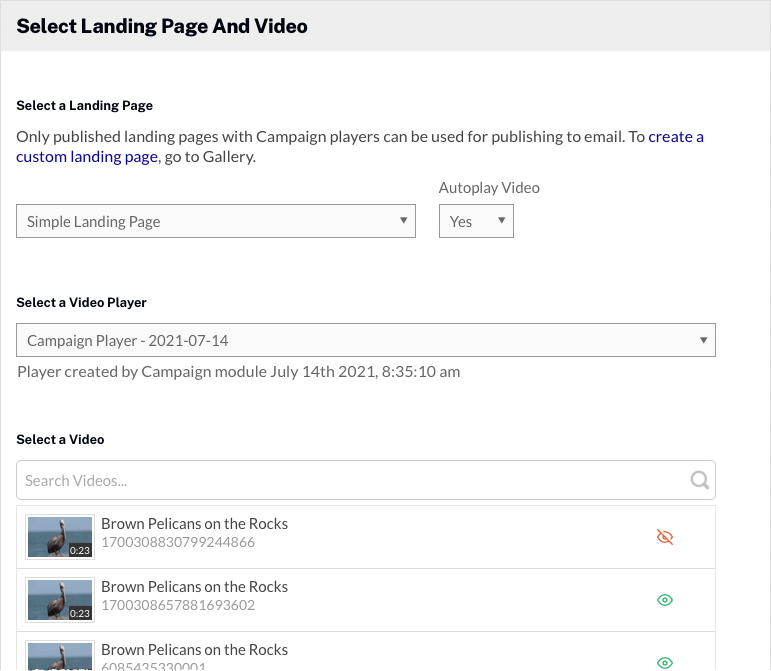 Select Landing Page And Video
Select a Landing Page
Only published landing pages with Campaign players can be used for publishing to email. To create a
custom landing page, go to Gallery.
Autoplay Video
Simple Landing Page
Yes
Select a Video Player
Campaign Player - 2021-07-14
Player created by Campaign module July 14th 2021, 8:35:10 am
Select a Video
Search Videos...
Brown Pelicans on the Rocks
1700308830799244866
0:23
Brown Pelicans on the Rocks
1700308657881693602
0:23
Brown Pelicans on the Rocks
6085435330001